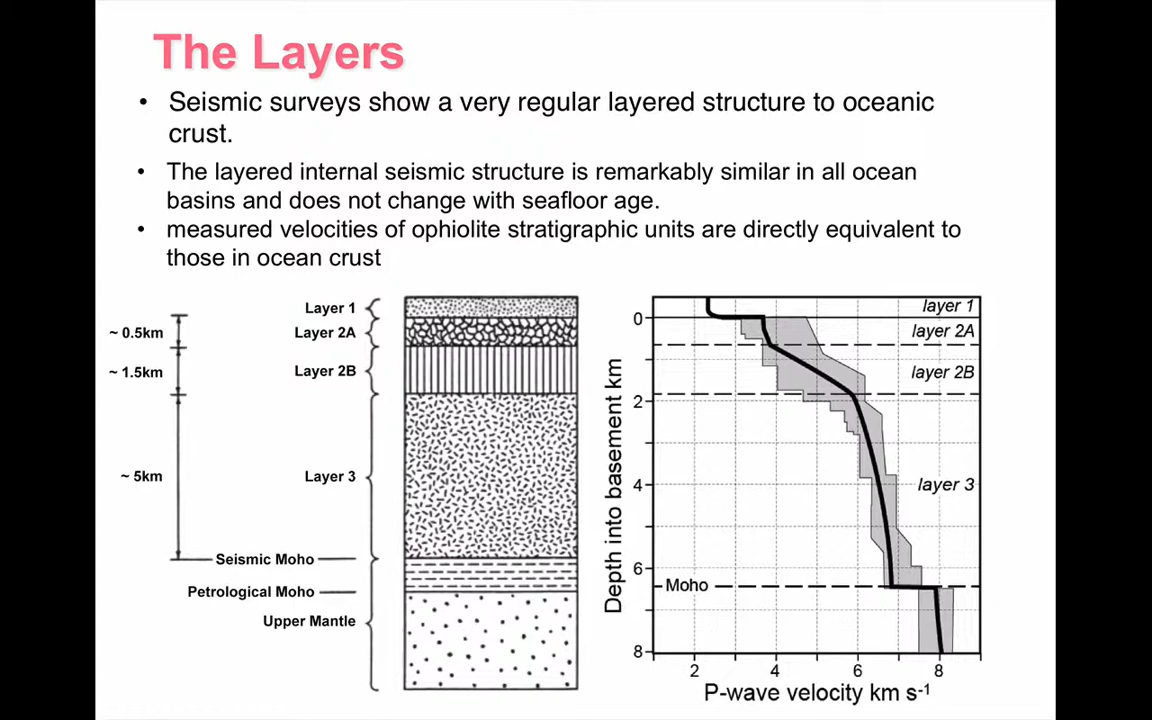 The Layers
• Seismic surveys show a very regular layered structure to oceanic
crust.
• The layered internal seismic structure is remarkably similar in all ocean
basins and does not change with seafloor age.
• measured velocities of ophiolite stratigraphic units are directly equivalent to
those in ocean crust
Layer 1
~ 0.5km
Layer 2A
~ 1.5km
Layer 2B
~ 5km
Layer 3
Seismic Moho
Petrological Moho
Upper Mantle
layer 1
0
layer 2A
layer 2B
2
4
layer 3
6
Moho
8
Depth into basement km
2 4 6 8
P-wave velocity km s-1